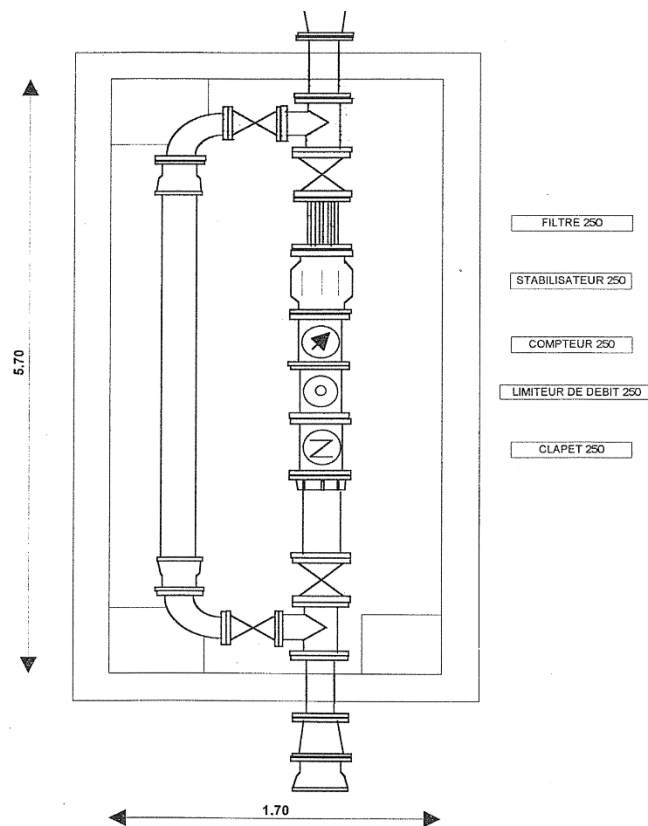 FILTRE 250
STABILISATEUR 250
5.70
COMPTEUR 250
LIMITEUR DE DEBIT 250
CLAPET 250
1.70